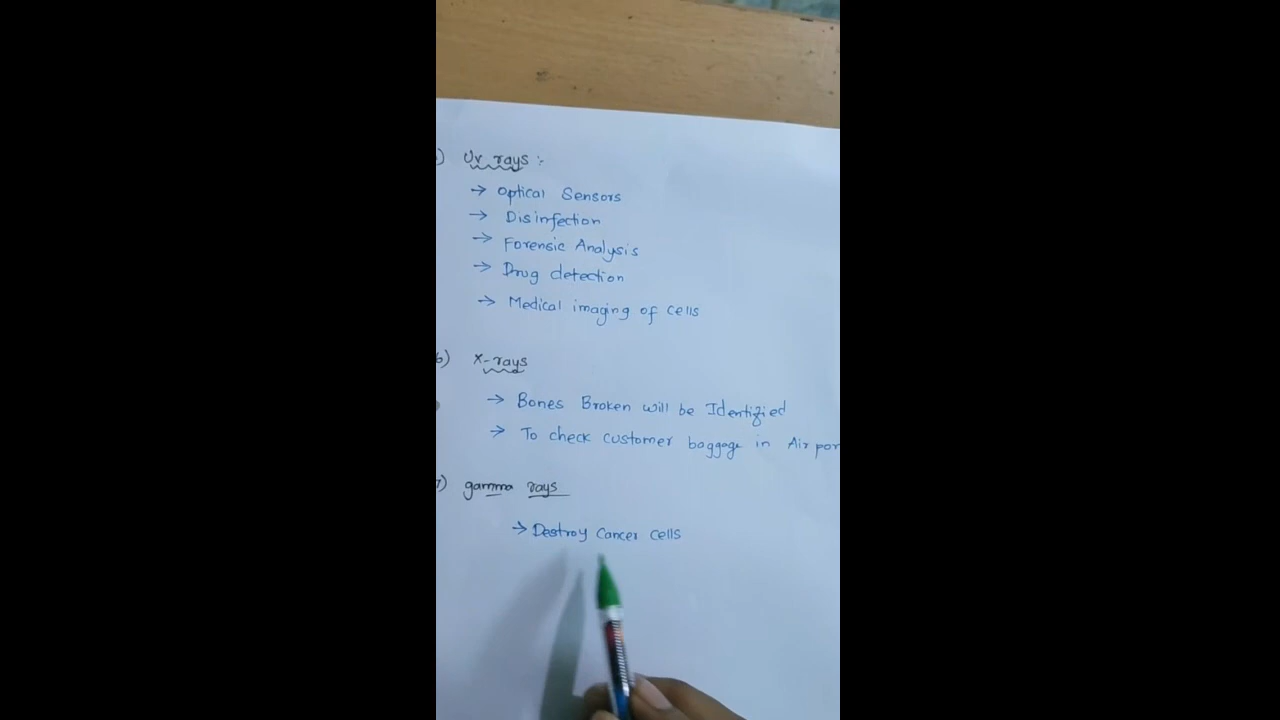 ) UV rays :-
→ Optical Sensors
→ Disinfection
→ Forensic Analysis
→ Drug detection
→ Medical imaging of cells
6) X-rays
→ Bones Broken will be Identified
→ To check customer baggage in Air por
7) gamma rays
→ Destroy Cancer cells